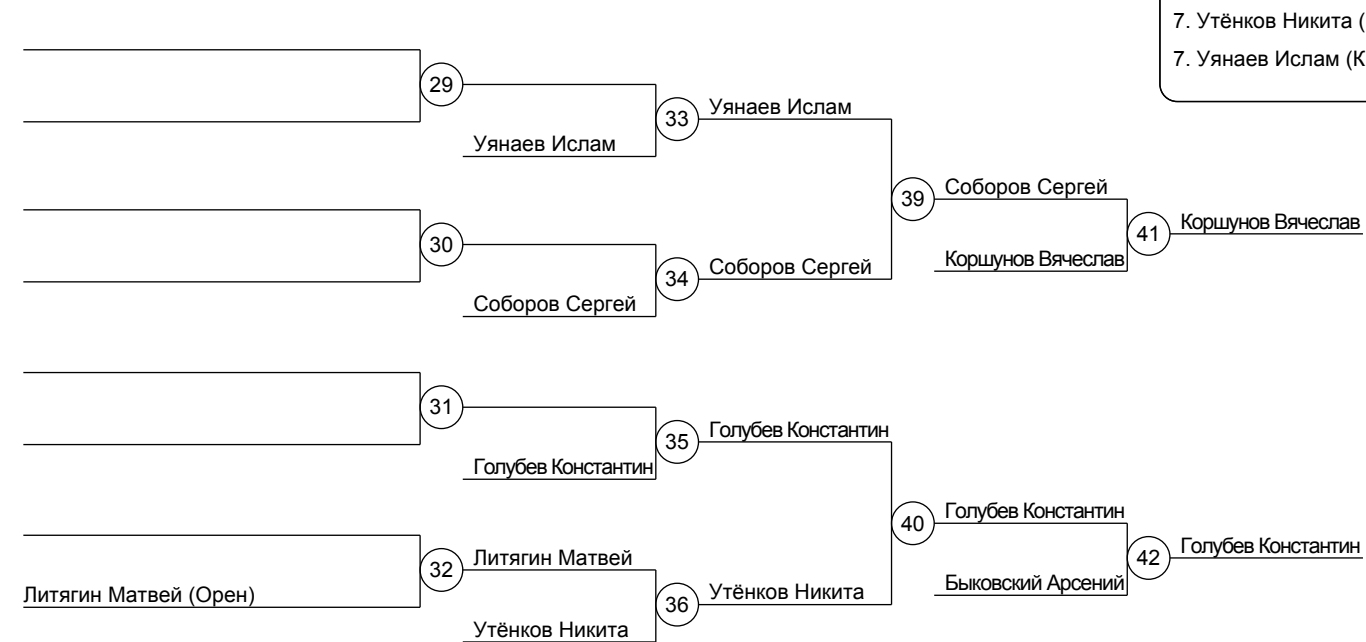 7. Утёнков Никита (
7. Уянаев Ислам (К
29
33
Уянаев Ислам
Уянаев Ислам
39
Соборов Сергей
41
Коршунов Вячеслав
30
34
Соборов Сергей
Коршунов Вячеслав
Соборов Сергей
31
35
Голубев Константин
Голубев Константин
40
Голубев Константин
42
Голубев Константин
32
Литягин Матвей
Быковский Арсений
Литягин Матвей (Орен)
36
Утёнков Никита
Утёнков Никита